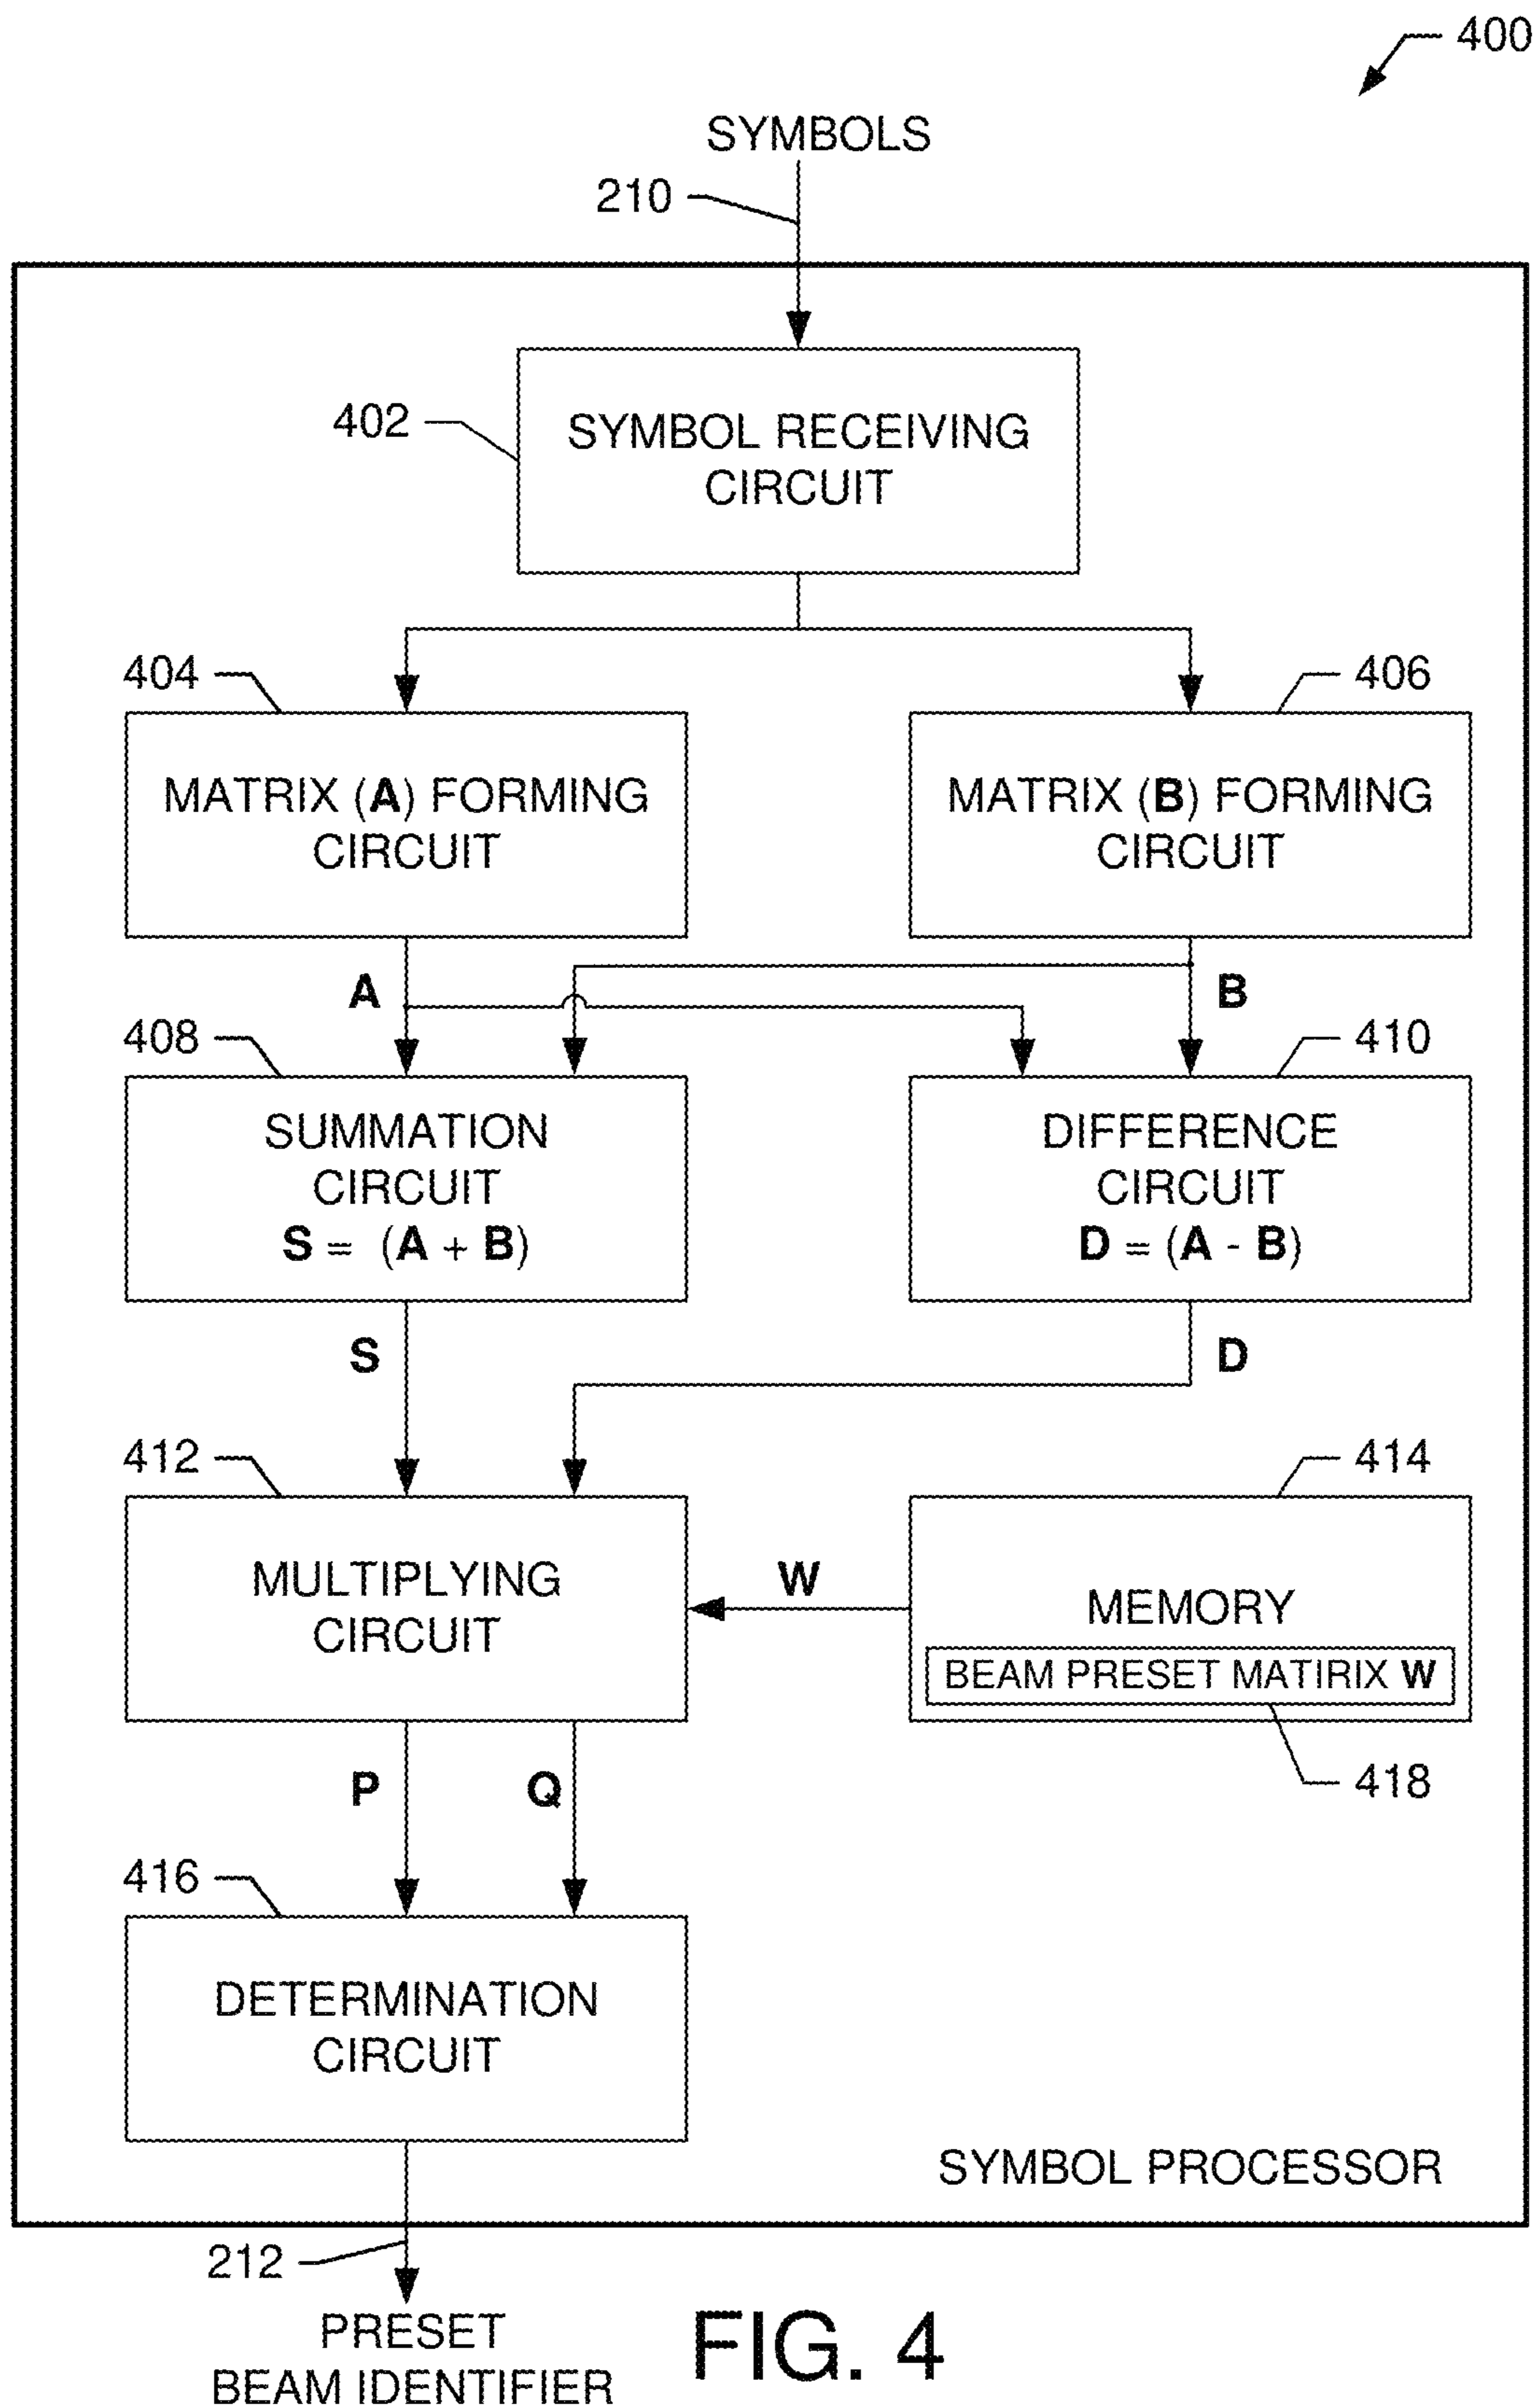 400
SYMBOLS
210
402
SYMBOL RECEIVING
CIRCUIT
404
406
MATRIX (A) FORMING
CIRCUIT
MATRIX (B) FORMING
CIRCUIT
A
B
408
410
SUMMATION
CIRCUIT
S = (A + B)
DIFFERENCE
CIRCUIT
D = (A - B)
S
D
412
414
MULTIPLYING
CIRCUIT
W
MEMORY
BEAM PRESET MATIRIX W
418
P
Q
416
DETERMINATION
CIRCUIT
SYMBOL PROCESSOR
212
PRESET
BEAM IDENTIFIER
FIG. 4